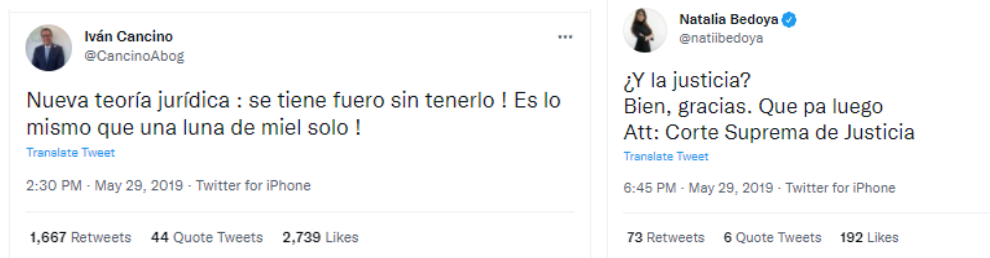 Iván Cancino
@CancinoAbog
Nueva teoría jurídica : se tiene fuero sin tenerlo ! Es lo
mismo que una luna de miel solo !
Translate Tweet
2:30 PM · May 29, 2019 · Twitter for iPhone
1,667 Retweets 44 Quote Tweets 2,739 Likes
Natalia Bedoya
@natiibedoya
¿Y la justicia?
Bien, gracias. Que pa luego
Att: Corte Suprema de Justicia
Translate Tweet
6:45 PM · May 29, 2019 · Twitter for iPhone
73 Retweets 6 Quote Tweets 192 Likes